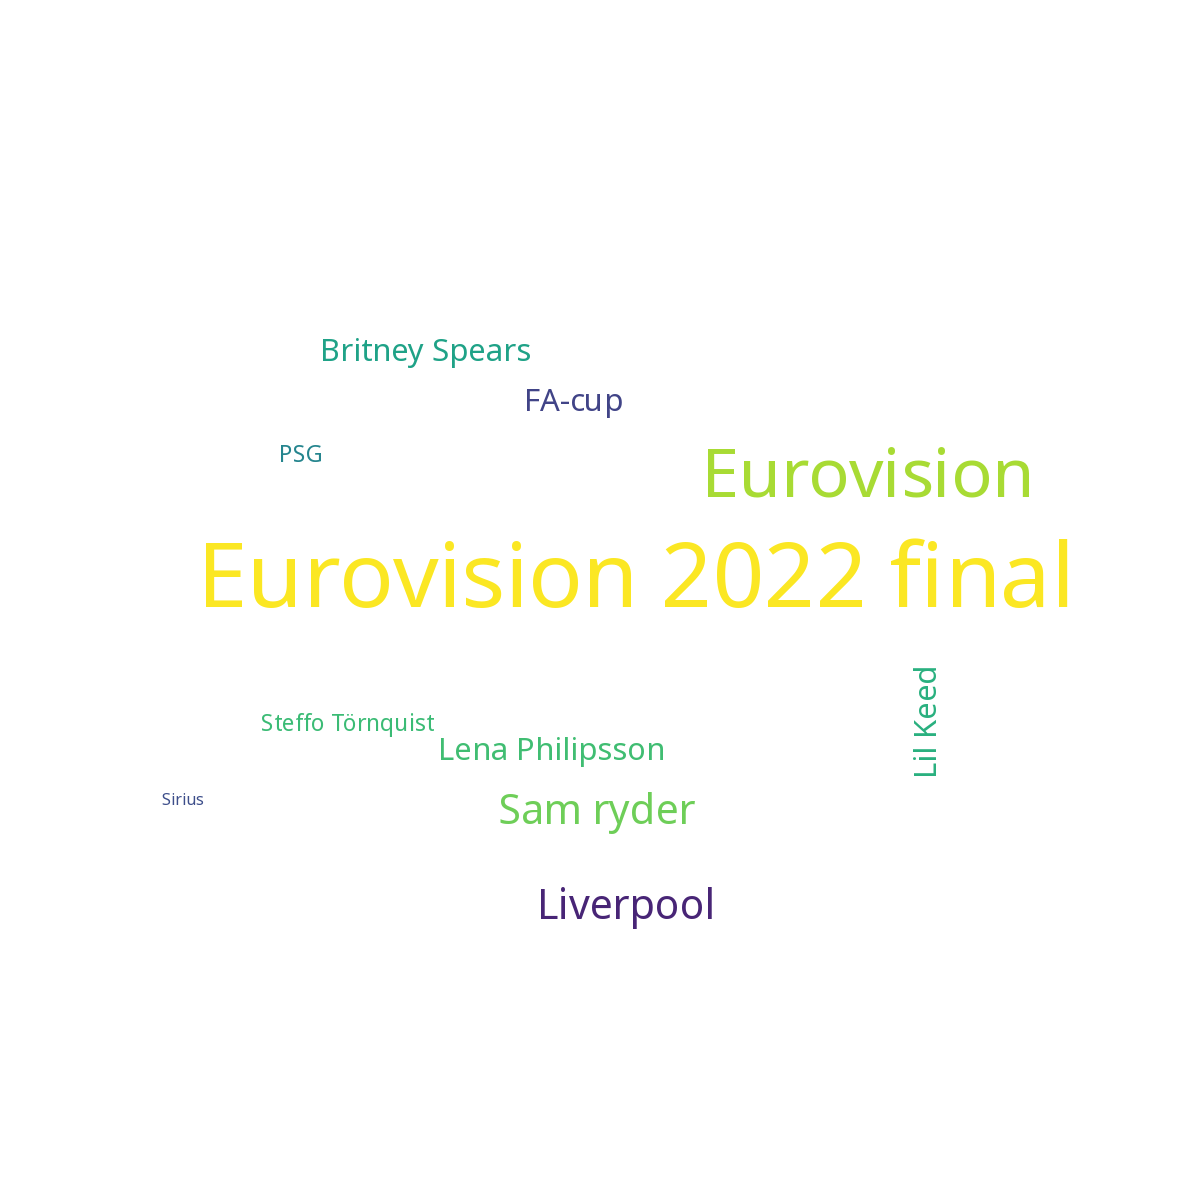 Britney Spears
FA-cup
PSG
Eurovision
Eurovision 2022 final
Lil Keed
Steffo Törnquist
Lena Philipsson
Sirius
Sam ryder
Liverpool